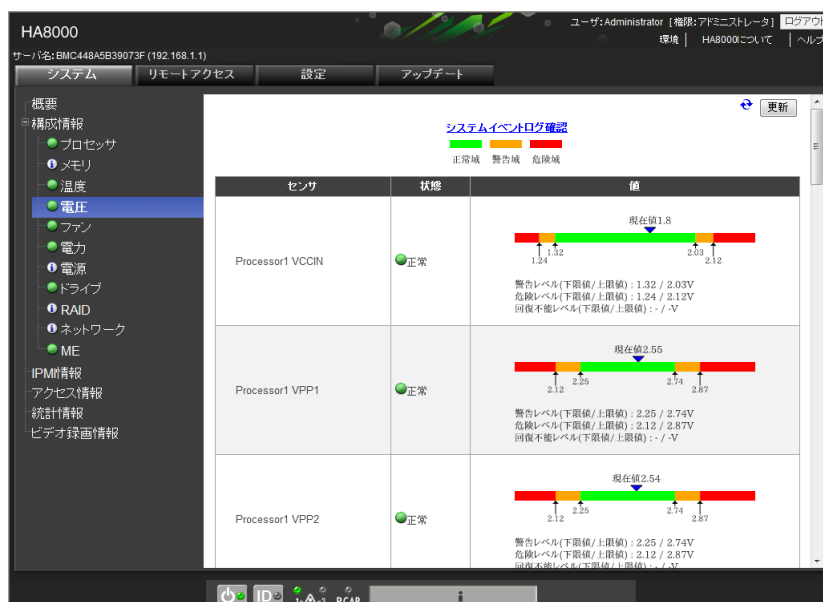 HA8000
ユーザ:Administrator [権限:アドミニストレータ] ログアウト
環境 | HA8000について | ヘルプ
サーバ名:BMC448A5B39073F (192.168.1.1)
システム リモートアクセス 設定 アップデート
概要
構成情報
プロセッサ
メモリ
温度
電圧
ファン
電力
電源
ドライブ
RAID
ネットワーク
ME
IPMI情報
アクセス情報
統計情報
ビデオ録画情報
更新
システムイベントログ確認
正常域 警告域 危険域
センサ 状態 値
Processor1 VCCIN 正常
現在値1.8
1.24 1.32 2.03 2.12
警告レベル(下限値/上限値) : 1.32 / 2.03V
危険レベル(下限値/上限値) : 1.24 / 2.12V
回復不能レベル(下限値/上限値) : - / -V
Processor1 VPP1 正常
現在値2.55
2.12 2.25 2.74 2.87
警告レベル(下限値/上限値) : 2.25 / 2.74V
危険レベル(下限値/上限値) : 2.12 / 2.87V
回復不能レベル(下限値/上限値) : - / -V
Processor1 VPP2 正常
現在値2.54
2.12 2.25 2.74 2.87
警告レベル(下限値/上限値) : 2.25 / 2.74V
危険レベル(下限値/上限値) : 2.12 / 2.87V
回復不能レベル(下限値/上限値) : - / -V
ID